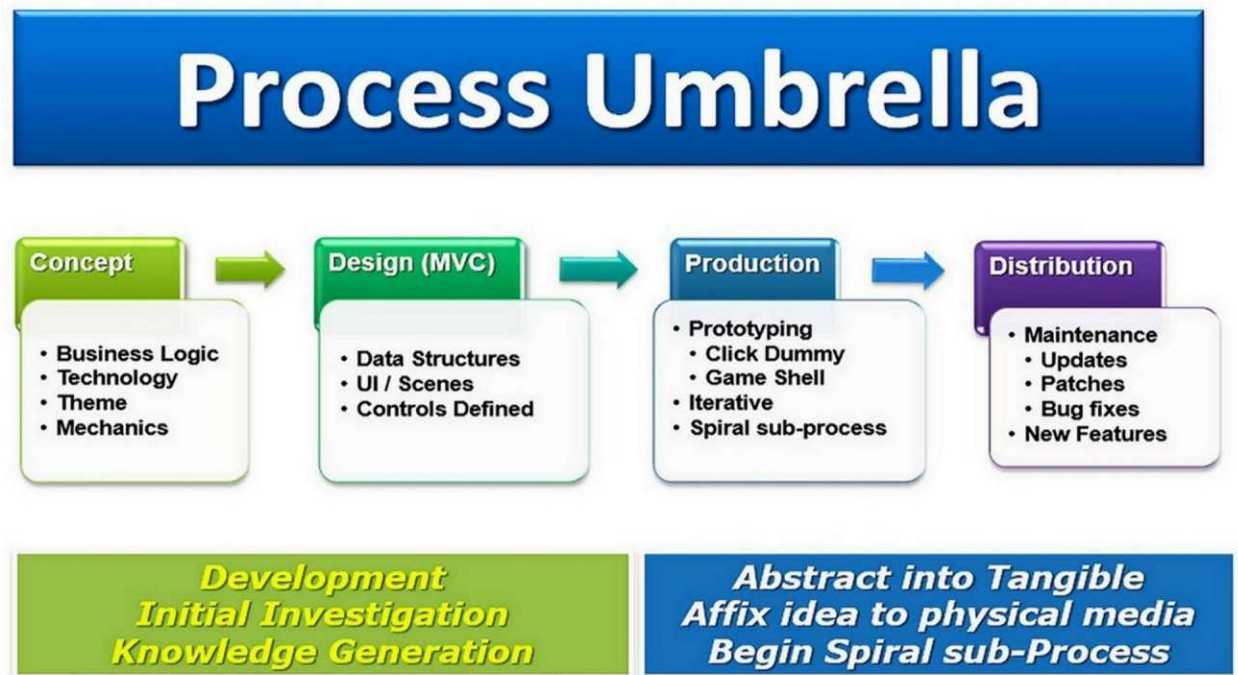 Process Umbrella
Concept
• Business Logic
• Technology
• Theme
• Mechanics
Design (MVC)
• Data Structures
• UI / Scenes
• Controls Defined
Production
• Prototyping
• Click Dummy
• Game Shell
• Iterative
• Spiral sub-process
Distribution
• Maintenance
• Updates
• Patches
• Bug fixes
• New Features
Development
Initial Investigation
Knowledge Generation
Abstract into Tangible
Affix idea to physical media
Begin Spiral sub-Process